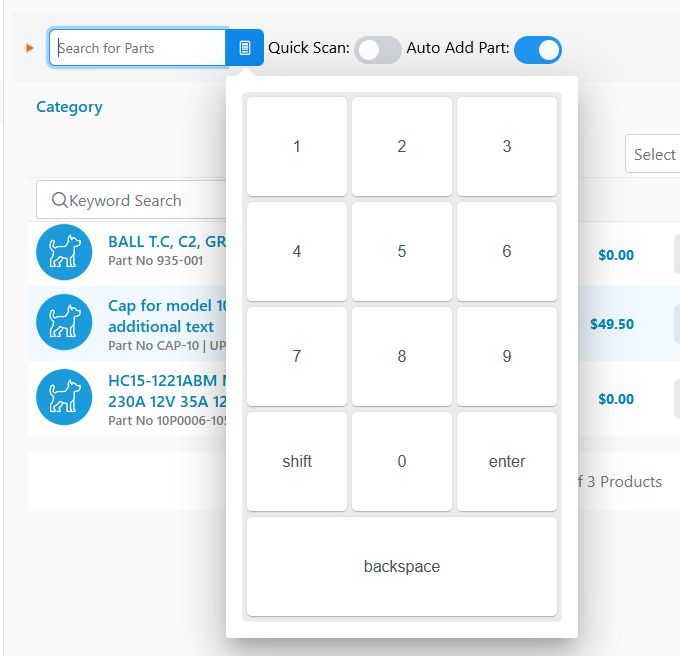 Search for Parts
Quick Scan:
Auto Add Part:
Category
Select
Keyword Search
BALL T.C, C2, GR
Part No 935-001
$0.00
Cap for model 10
additional text
Part No CAP-10 | UP
$49.50
HC15-1221ABM
230A 12V 35A 12
Part No 10P0006-105
$0.00
of 3 Products
1 2 3
4 5 6
7 8 9
shift 0 enter
backspace